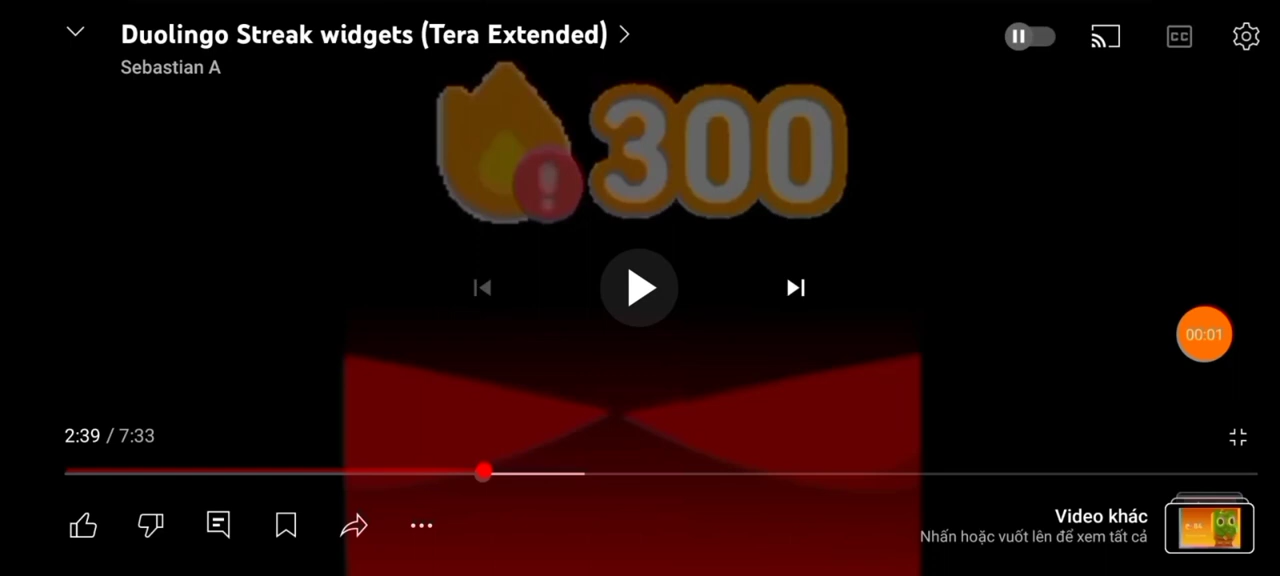 Duolingo Streak widgets (Tera Extended)
Sebastian A
CC
! 300
00:01
2:39 / 7:33
Video khác
Nhấn hoặc vuốt lên để xem tất cả